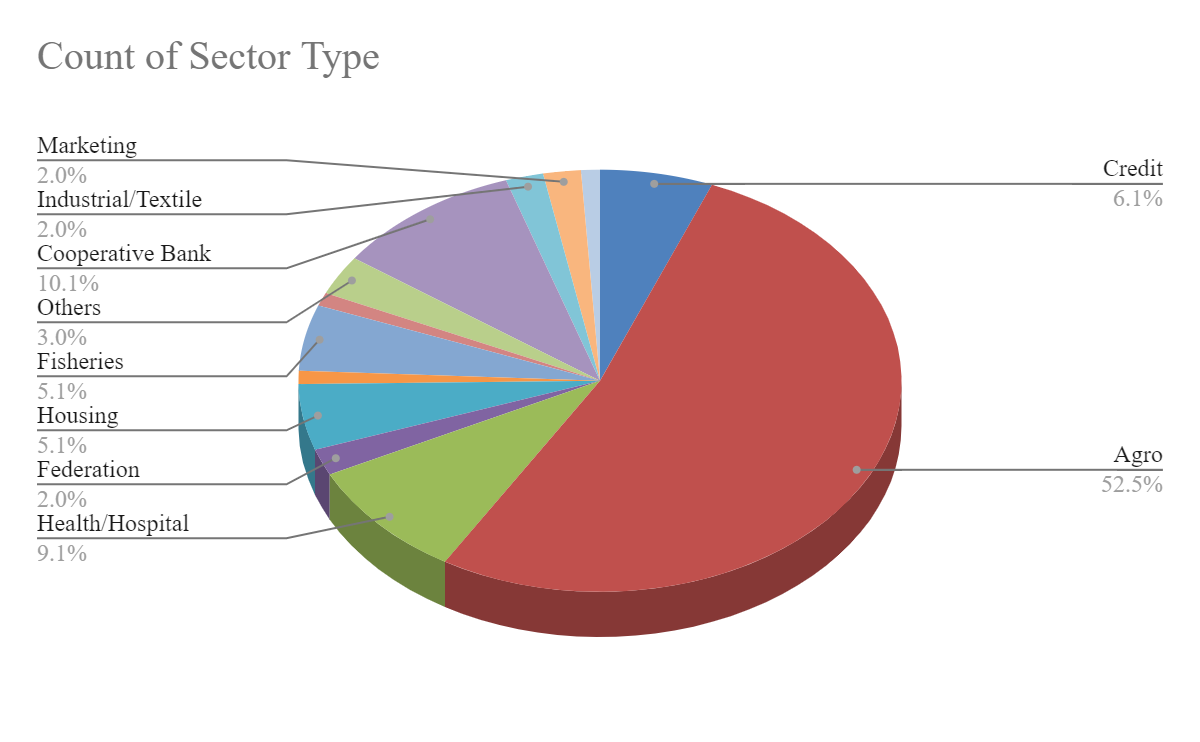 Count of Sector Type
Marketing
2.0%
Industrial/Textile
2.0%
Cooperative Bank
10.1%
Others
3.0%
Fisheries
5.1%
Housing
5.1%
Federation
2.0%
Health/Hospital
9.1%
Credit
6.1%
Agro
52.5%